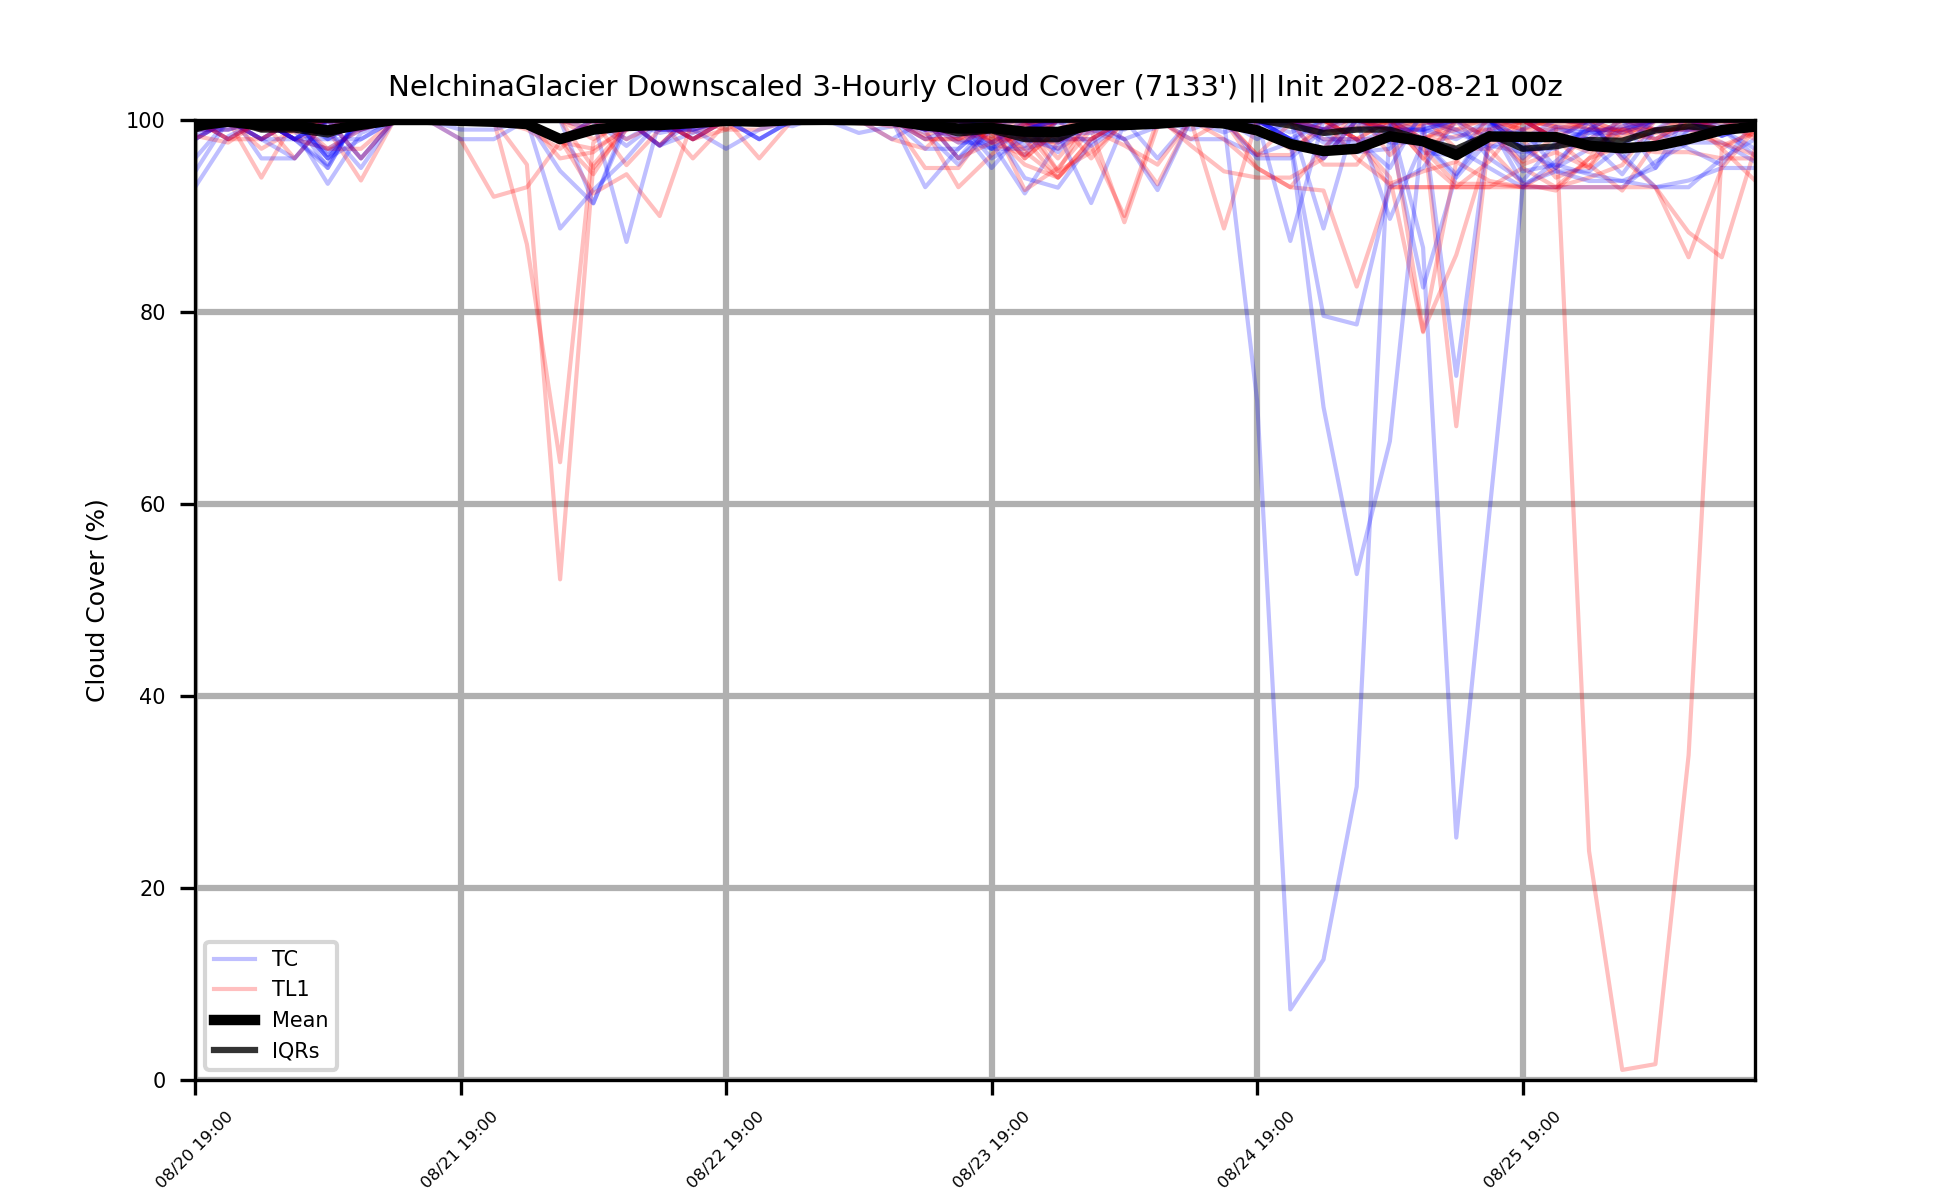 NelchinaGlacier Downscaled 3-Hourly Cloud Cover (7133') || Init 2022-08-21 00z
Cloud Cover (%)
100
80
60
40
20
0
TC
TL1
Mean
IQRs
08/20 19:00
08/21 19:00
08/22 19:00
08/23 19:00
08/24 19:00
08/25 19:00